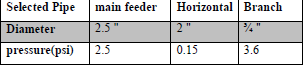 Selected Pipe main feeder Horizontal Branch
Diameter 2.5 " 2 " ¾ "
pressure(psi) 2.5 0.15 3.6